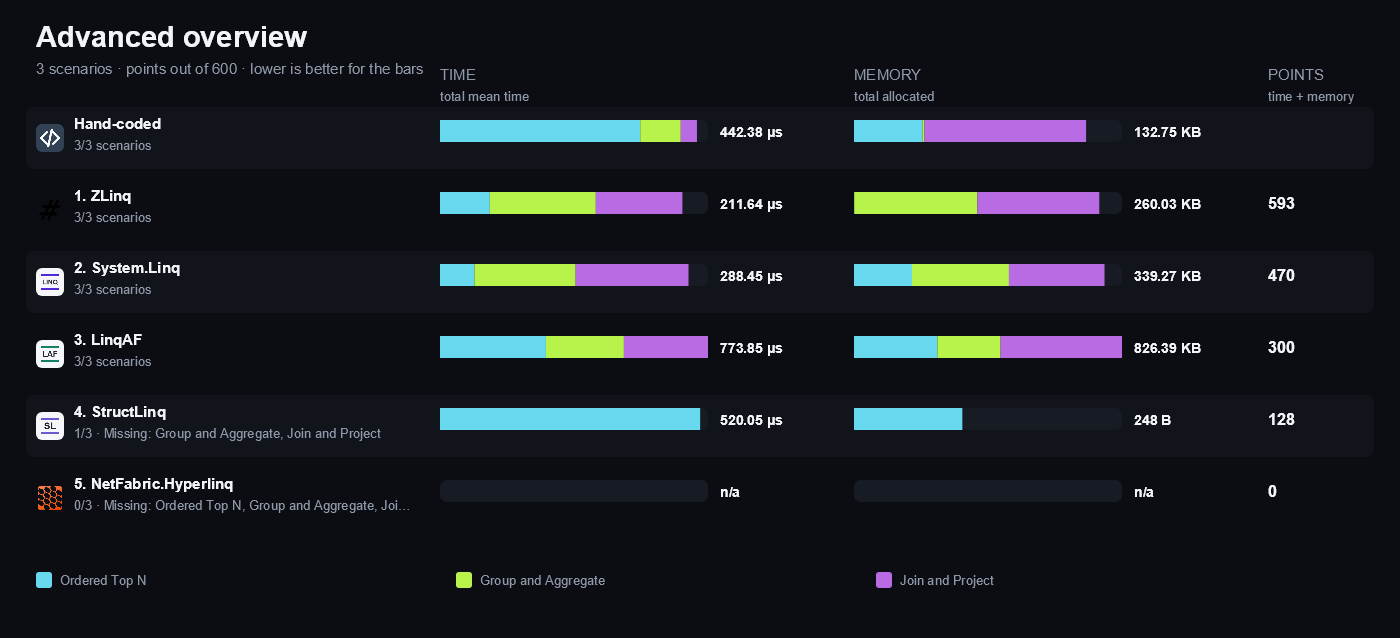 Advanced overview
3 scenarios · points out of 600 · lower is better for the bars
TIME
total mean time
MEMORY
total allocated
POINTS
time + memory
Hand-coded
3/3 scenarios
442.38 µs
132.75 KB
#
1. ZLinq
3/3 scenarios
211.64 µs
260.03 KB
593
LINQ
2. System.Linq
3/3 scenarios
288.45 µs
339.27 KB
470
LAF
3. LinqAF
3/3 scenarios
773.85 µs
826.39 KB
300
SL
4. StructLinq
1/3 · Missing: Group and Aggregate, Join and Project
520.05 µs
248 B
128
5. NetFabric.Hyperlinq
0/3 · Missing: Ordered Top N, Group and Aggregate, Joi...
n/a
n/a
0
Ordered Top N
Group and Aggregate
Join and Project